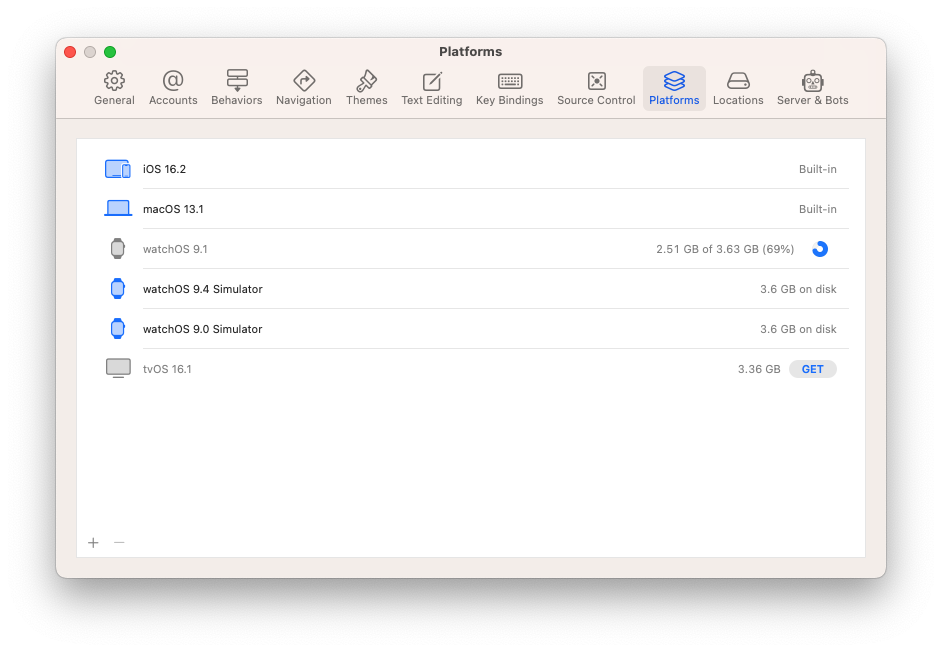 Platforms
General Accounts Behaviors Navigation Themes Text Editing Key Bindings Source Control Platforms Locations Server & Bots
iOS 16.2 Built-in
macOS 13.1 Built-in
watchOS 9.1 2.51 GB of 3.63 GB (69%)
watchOS 9.4 Simulator 3.6 GB on disk
watchOS 9.0 Simulator 3.6 GB on disk
tvOS 16.1 3.36 GB GET